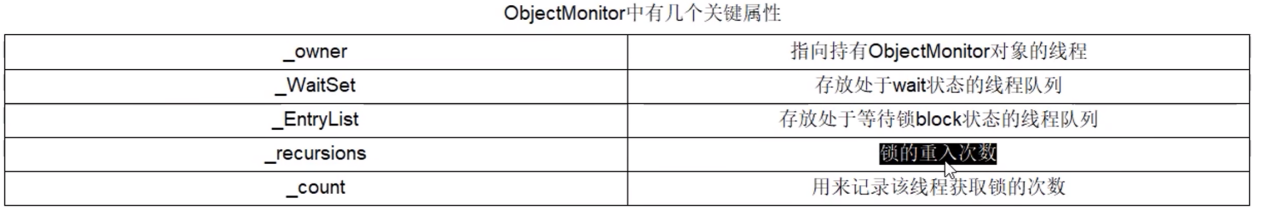 ObjectMonitor中有几个关键属性
_owner 指向持有ObjectMonitor对象的线程
_WaitSet 存放处于wait状态的线程队列
_EntryList 存放处于等待锁block状态的线程队列
_recursions 锁的重入次数
_count 用来记录该线程获取锁的次数